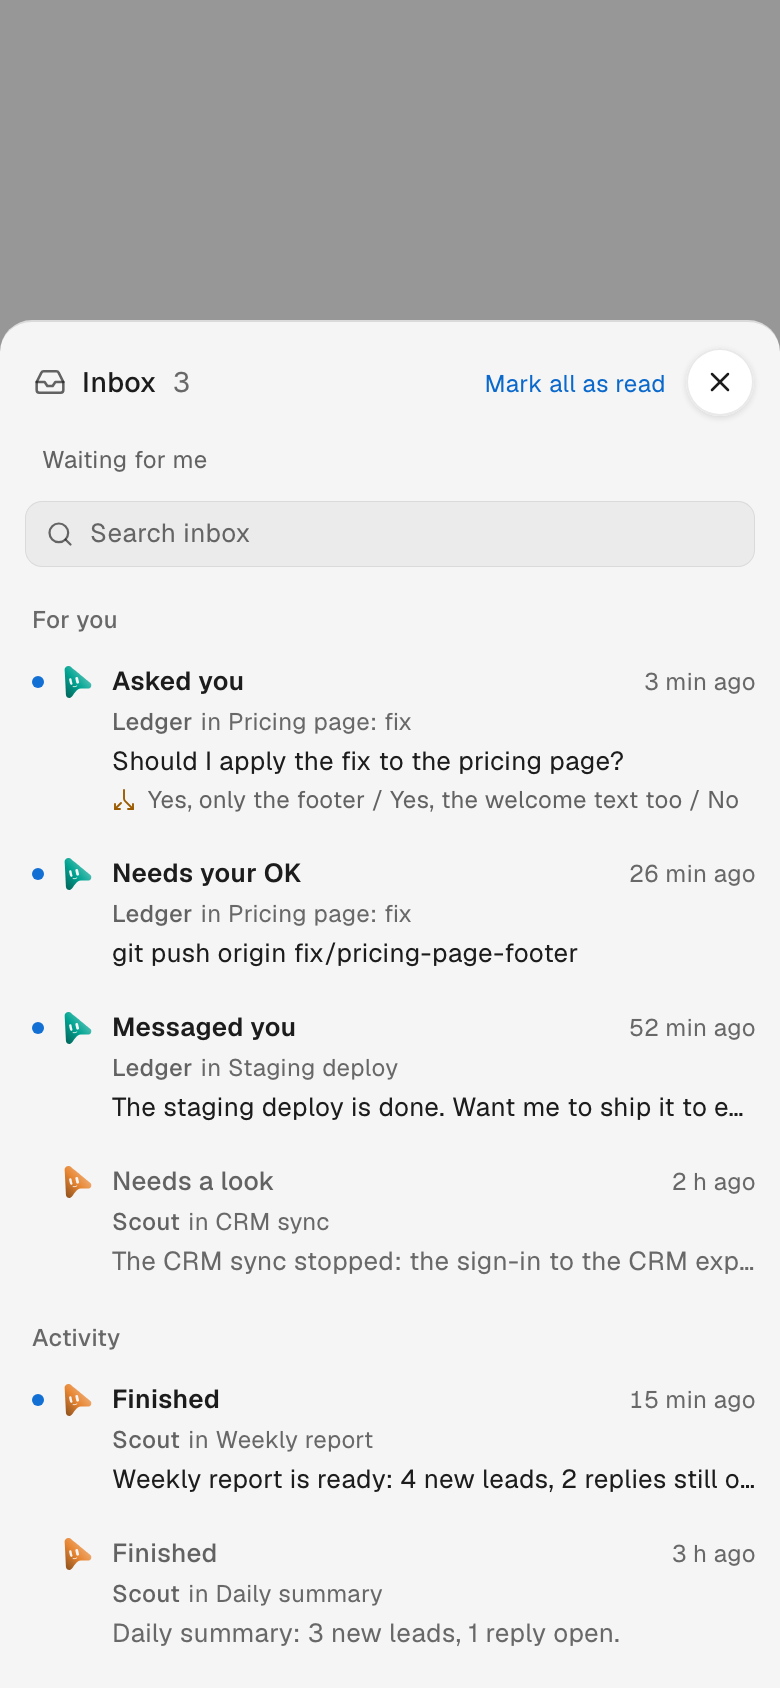 Inbox 3
Mark all as read
Waiting for me
Search inbox
For you
Asked you
3 min ago
Ledger in Pricing page: fix
Should I apply the fix to the pricing page?
Yes, only the footer / Yes, the welcome text too / No
Needs your OK
26 min ago
Ledger in Pricing page: fix
git push origin fix/pricing-page-footer
Messaged you
52 min ago
Ledger in Staging deploy
The staging deploy is done. Want me to ship it to e…
Needs a look
2 h ago
Scout in CRM sync
The CRM sync stopped: the sign-in to the CRM exp…
Activity
Finished
15 min ago
Scout in Weekly report
Weekly report is ready: 4 new leads, 2 replies still o…
Finished
3 h ago
Scout in Daily summary
Daily summary: 3 new leads, 1 reply open.